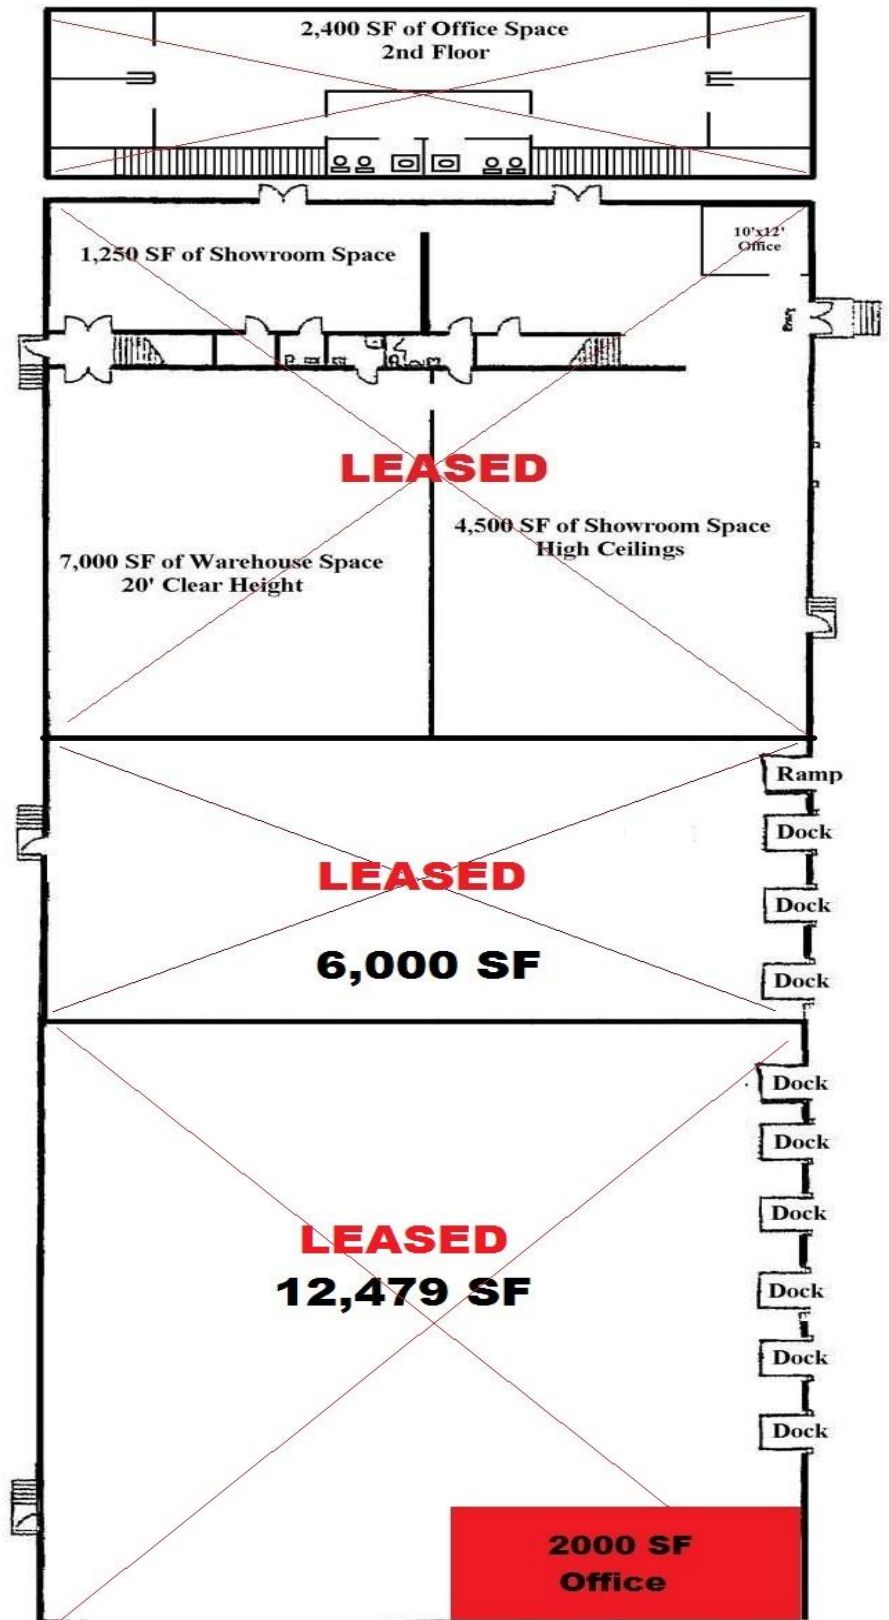 2,400 SF of Office Space
2nd Floor
1,250 SF of Showroom Space
10'x12'
Office
Entry
LEASED
4,500 SF of Showroom Space
High Ceilings
7,000 SF of Warehouse Space
20' Clear Height
Ramp
Dock
LEASED
Dock
6,000 SF
Dock
Dock
Dock
Dock
LEASED
12,479 SF
Dock
Dock
Dock
2000 SF
Office